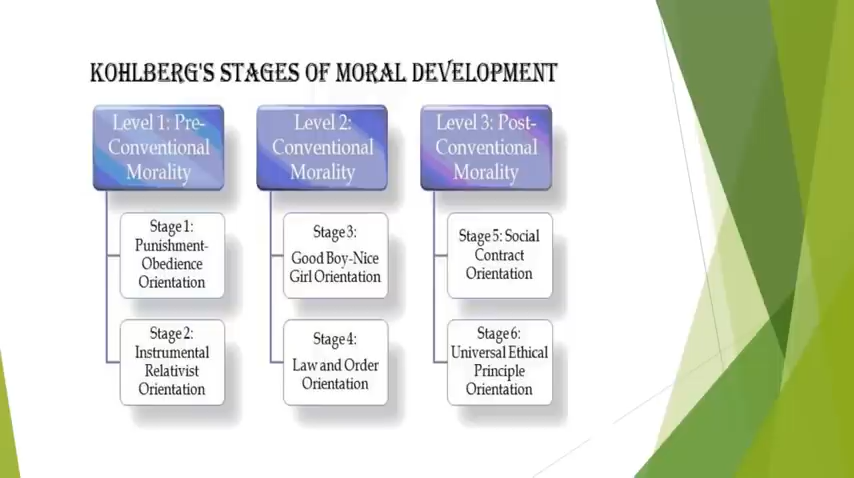 KOHLBERG'S STAGES OF MORAL DEVELOPMENT
Level 1: Pre-
Conventional
Morality
Stage 1:
Punishment-
Obedience
Orientation
Stage 2:
Instrumental
Relativist
Orientation
Level 2:
Conventional
Morality
Stage 3:
Good Boy-Nice
Girl Orientation
Stage 4:
Law and Order
Orientation
Level 3: Post-
Conventional
Morality
Stage 5: Social
Contract
Orientation
Stage 6:
Universal Ethical
Principle
Orientation